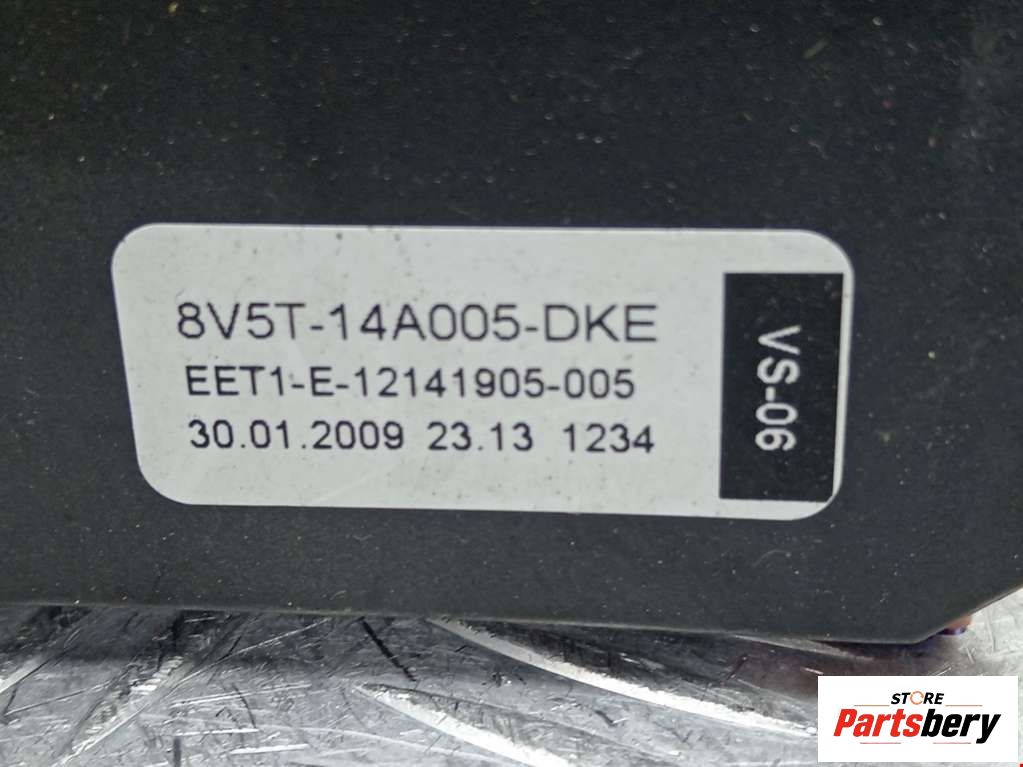 8V5T-14A005-DKE
EET1-E-12141905-005
30.01.2009 23.13 1234
VS-06
STORE
Partsbery